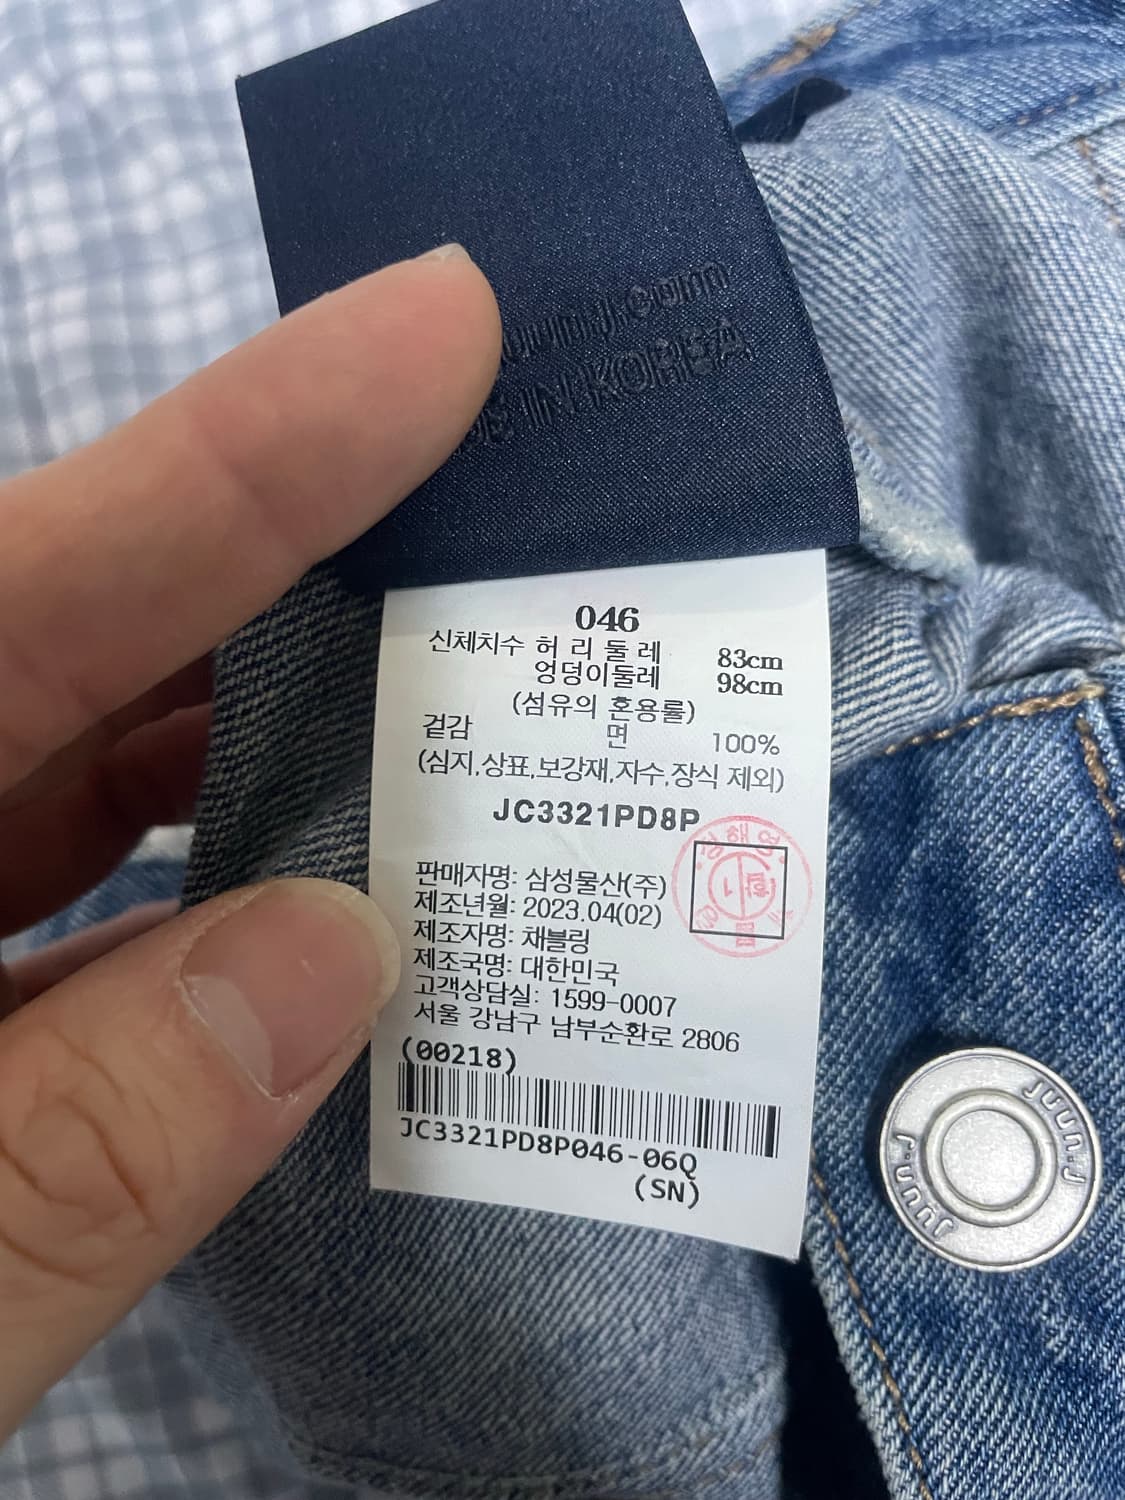 IN KOREA
046
신체치수 허 리 둘 레 83cm
엉덩이둘레 98cm
(섬유의 혼용률)
겉감 면 100%
(심지,상표,보강재,자수,장식 제외)
JC3321PD8P
판매자명: 삼성물산(주)
제조년월: 2023.04(02)
제조자명: 채블링
제조국명: 대한민국
고객상담실: 1599-0007
서울 강남구 남부순환로 2806
(00218)
JC3321PD8P046-06Q
(SN)
JUUN.J
JUUN.J